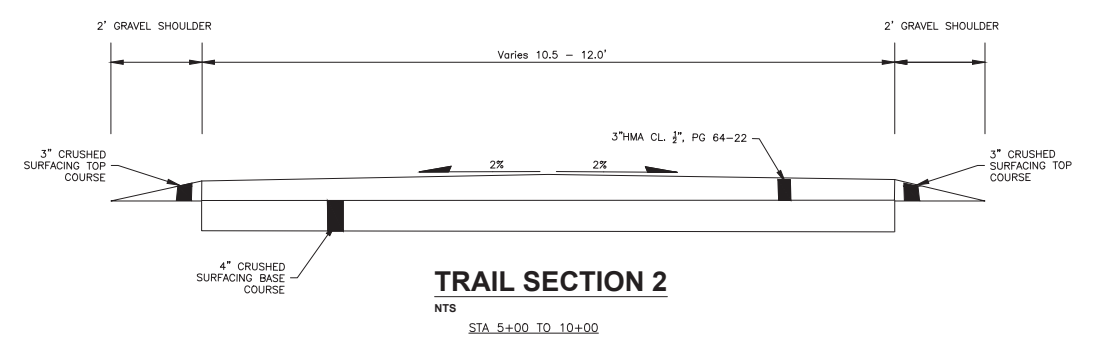 2' GRAVEL SHOULDER
2' GRAVEL SHOULDER
Varies 10.5 – 12.0'
3"HMA CL. ½", PG 64–22
3" CRUSHED
SURFACING TOP
COURSE
2%
2%
3" CRUSHED
SURFACING TOP
COURSE
4" CRUSHED
SURFACING BASE
COURSE
TRAIL SECTION 2
NTS
STA 5+00 TO 10+00